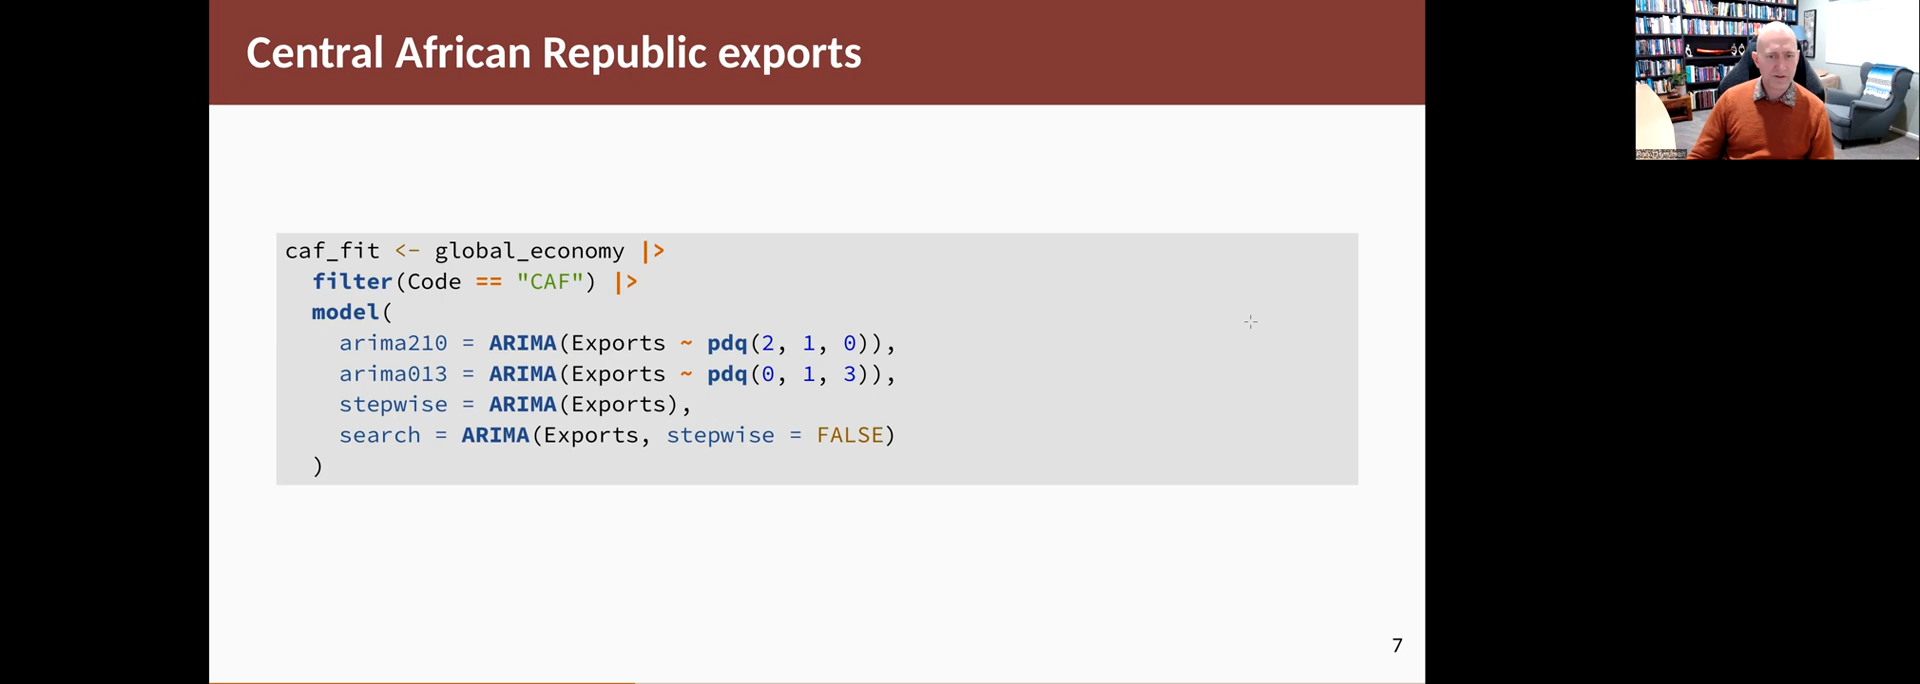 Central African Republic exports
caf_fit <- global_economy |>
  filter(Code == "CAF") |>
  model(
    arima210 = ARIMA(Exports ~ pdq(2, 1, 0)),
    arima013 = ARIMA(Exports ~ pdq(0, 1, 3)),
    stepwise = ARIMA(Exports),
    search = ARIMA(Exports, stepwise = FALSE)
  )
7